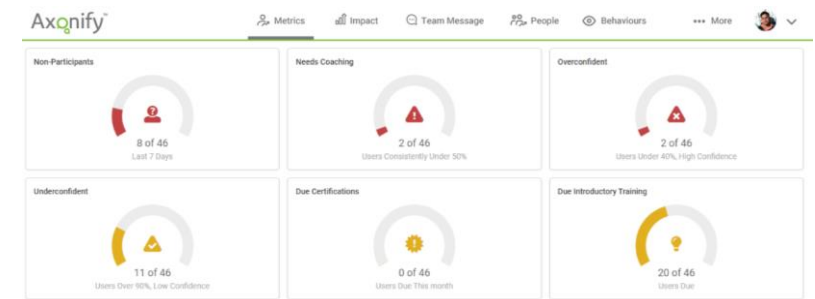 Axonify™
Metrics
Impact
Team Message
People
Behaviours
••• More
Non-Participants
8 of 46
Last 7 Days
Needs Coaching
2 of 46
Users Consistently Under 50%
Overconfident
2 of 46
Users Under 40%, High Confidence
Underconfident
11 of 46
Users Over 90%, Low Confidence
Due Certifications
0 of 46
Users Due This month
Due Introductory Training
20 of 46
Users Due